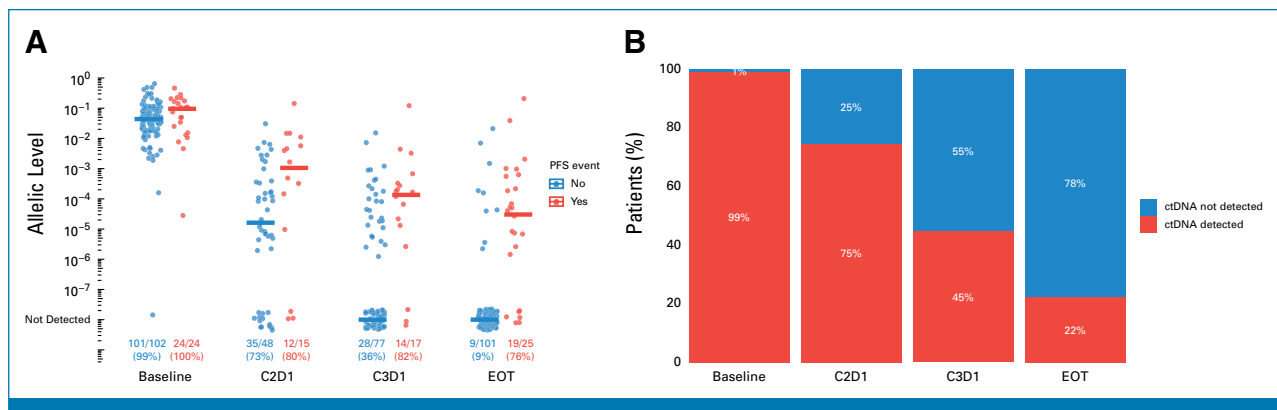 A
Allelic Level
10⁰
10⁻¹
10⁻²
10⁻³
10⁻⁴
10⁻⁵
10⁻⁶
10⁻⁷
Not Detected
101/102 24/24 35/48 12/15 28/77 14/17 9/101 19/25
(99%) (100%) (73%) (80%) (36%) (82%) (9%) (76%)
Baseline C2D1 C3D1 EOT
PFS event
No
Yes
B
Patients (%)
100
80
60
40
20
0
1%
99%
25%
75%
55%
45%
78%
22%
Baseline C2D1 C3D1 EOT
ctDNA not detected
ctDNA detected